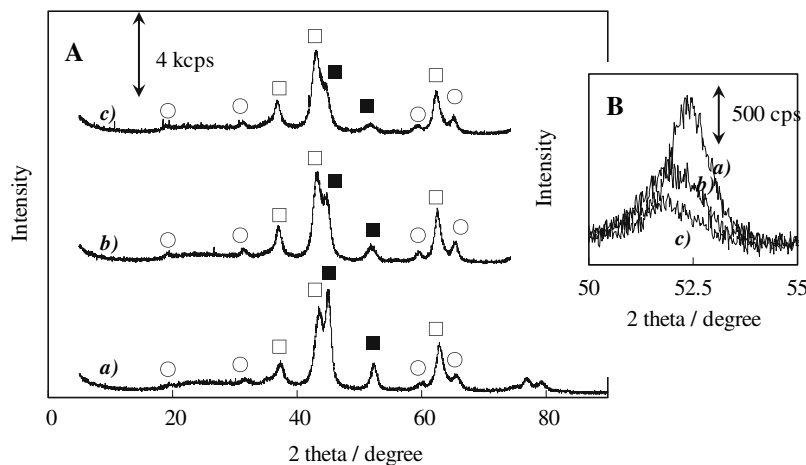 A
4 kcps
c)
b)
a)
Intensity
0 20 40 60 80
2 theta / degree
B
500 cps
a)
b)
c)
Intensity
50 52.5 55
2 theta / degree